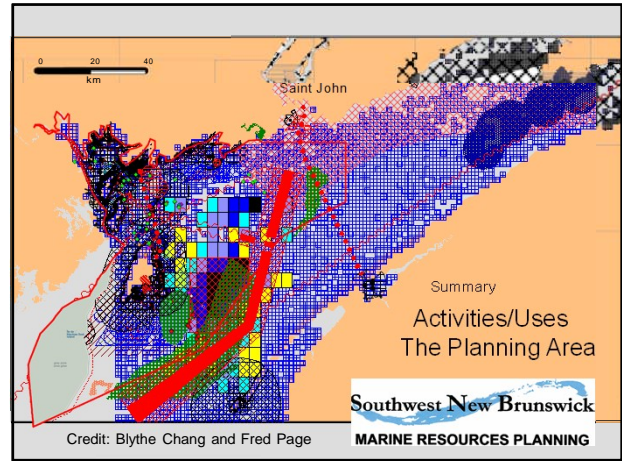 0 20 40
km
Saint John
Summary
Activities/Uses
The Planning Area
Southwest New Brunswick
MARINE RESOURCES PLANNING
Credit: Blythe Chang and Fred Page